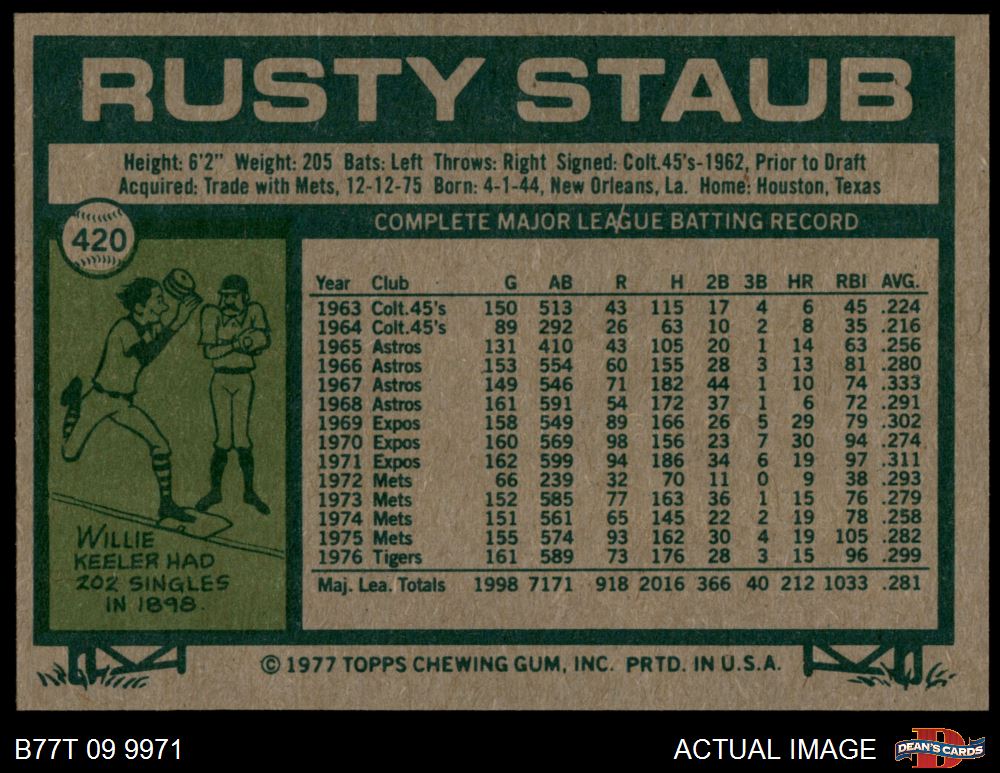 RUSTY STAUB
Height: 6'2" Weight: 205 Bats: Left Throws: Right Signed: Colt.45's-1962, Prior to Draft
Acquired: Trade with Mets, 12-12-75 Born: 4-1-44, New Orleans, La. Home: Houston, Texas
420
COMPLETE MAJOR LEAGUE BATTING RECORD
Year Club G AB R H 2B 3B HR RBI AVG.
1963 Colt.45's 150 513 43 115 17 4 6 45 .224
1964 Colt.45's 89 292 26 63 10 2 8 35 .216
1965 Astros 131 410 43 105 20 1 14 63 .256
1966 Astros 153 554 60 155 28 3 13 81 .280
1967 Astros 149 546 71 182 44 1 10 74 .333
1968 Astros 161 591 54 172 37 1 6 72 .291
1969 Expos 158 549 89 166 26 5 29 79 .302
1970 Expos 160 569 98 156 23 7 30 94 .274
1971 Expos 162 599 94 186 34 6 19 97 .311
1972 Mets 66 239 32 70 11 0 9 38 .293
1973 Mets 152 585 77 163 36 1 15 76 .279
1974 Mets 151 561 65 145 22 2 19 78 .258
1975 Mets 155 574 93 162 30 4 19 105 .282
1976 Tigers 161 589 73 176 28 3 15 96 .299
Maj. Lea. Totals 1998 7171 918 2016 366 40 212 1033 .281
WILLIE
KEELER HAD
202 SINGLES
IN 1898.
© 1977 TOPPS CHEWING GUM, INC. PRTD. IN U.S.A.
B77T 09 9971
ACTUAL IMAGE
D
DEAN'S CARDS